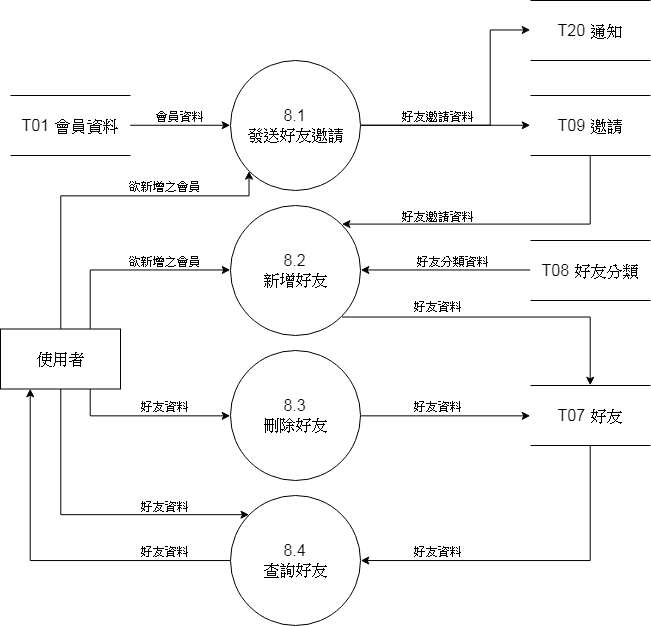 T20 通知
8.1
發送好友邀請
會員資料
好友邀請資料
T01 會員資料
T09 邀請
欲新增之會員
好友邀請資料
8.2
新增好友
欲新增之會員
好友分類資料
T08 好友分類
好友資料
使用者
8.3
刪除好友
好友資料
好友資料
T07 好友
好友資料
8.4
查詢好友
好友資料
好友資料